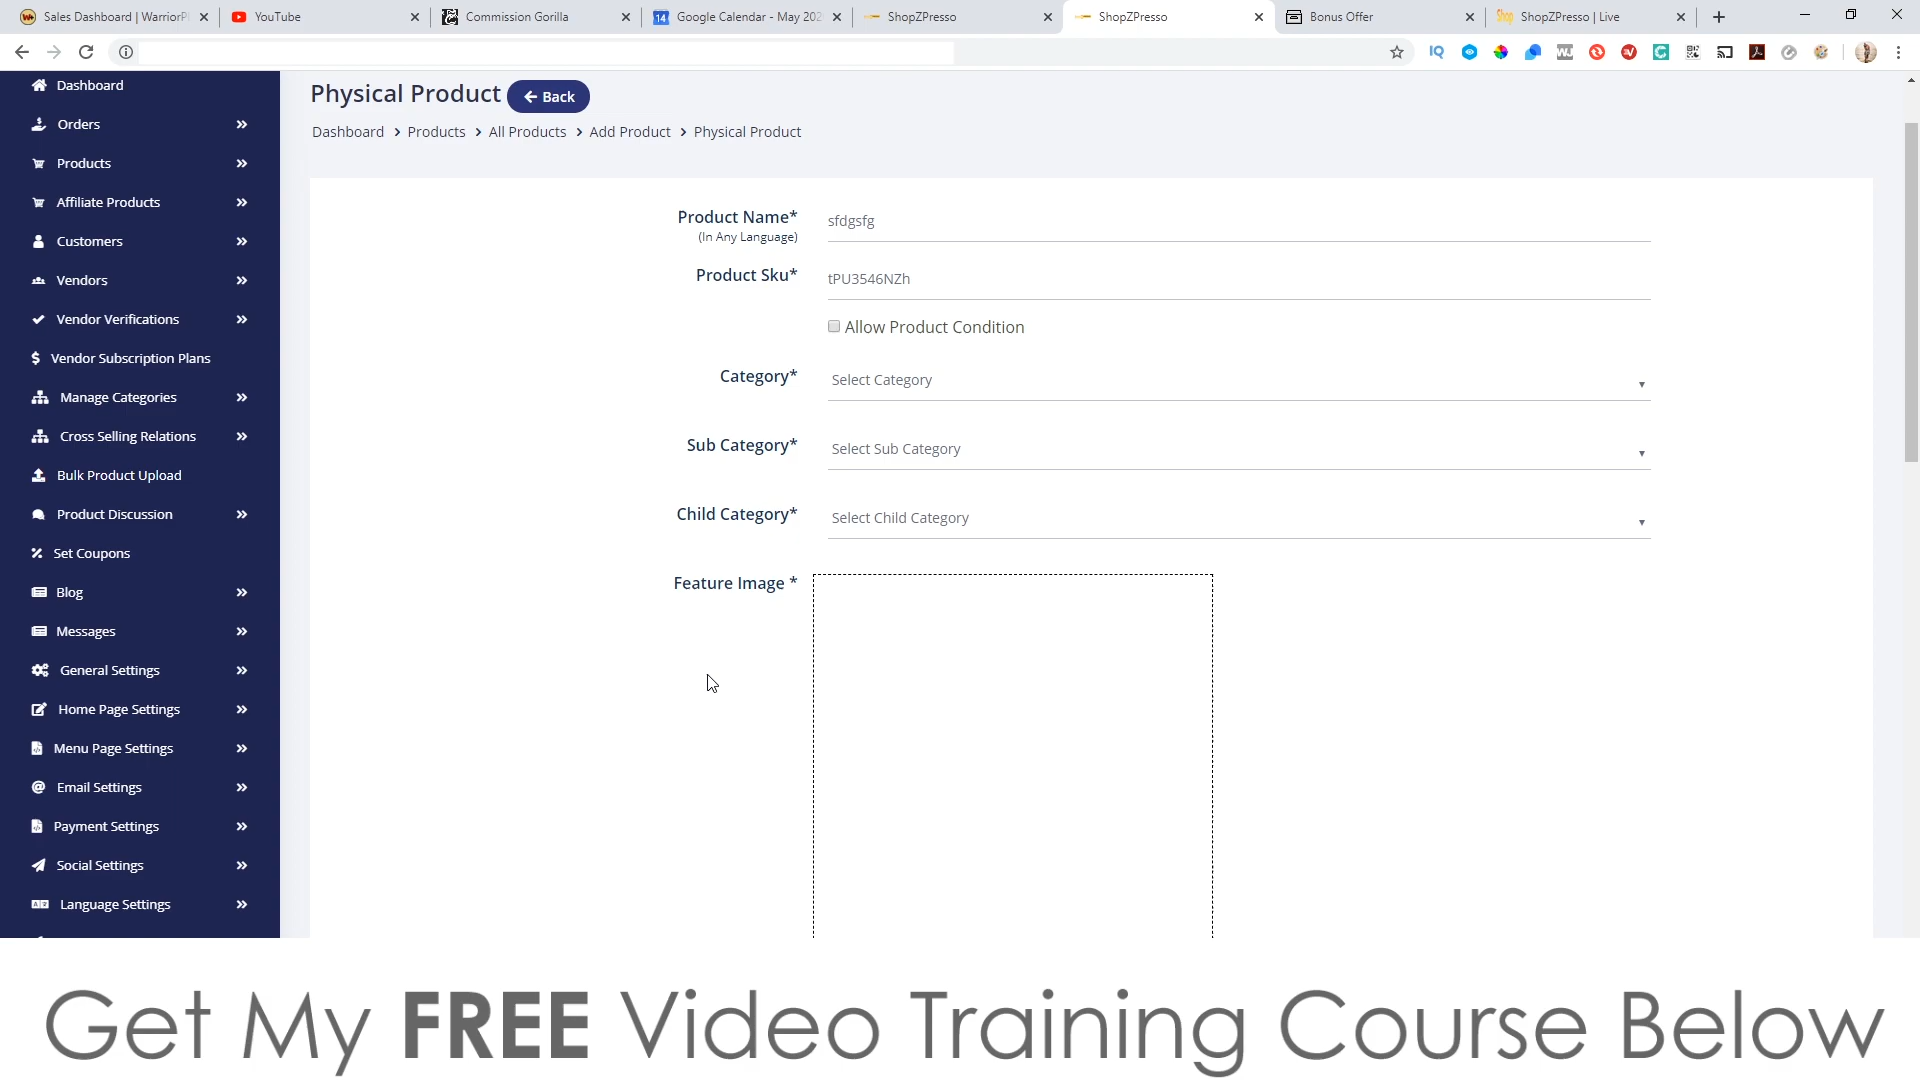 Sales Dashboard | WarriorP
YouTube
Commission Gorilla
Google Calendar - May 202
ShopZPresso
ShopZPresso
Bonus Offer
ShopZPresso | Live
Dashboard
Orders
Products
Affiliate Products
Customers
Vendors
Vendor Verifications
Vendor Subscription Plans
Manage Categories
Cross Selling Relations
Bulk Product Upload
Product Discussion
Set Coupons
Blog
Messages
General Settings
Home Page Settings
Menu Page Settings
Email Settings
Payment Settings
Social Settings
Language Settings
Physical Product
Back
Dashboard > Products > All Products > Add Product > Physical Product
Product Name* sfdgsfg
(In Any Language)
Product Sku* tPU3546NZh
Allow Product Condition
Category* Select Category
Sub Category* Select Sub Category
Child Category* Select Child Category
Feature Image *
Get My FREE Video Training Course Below